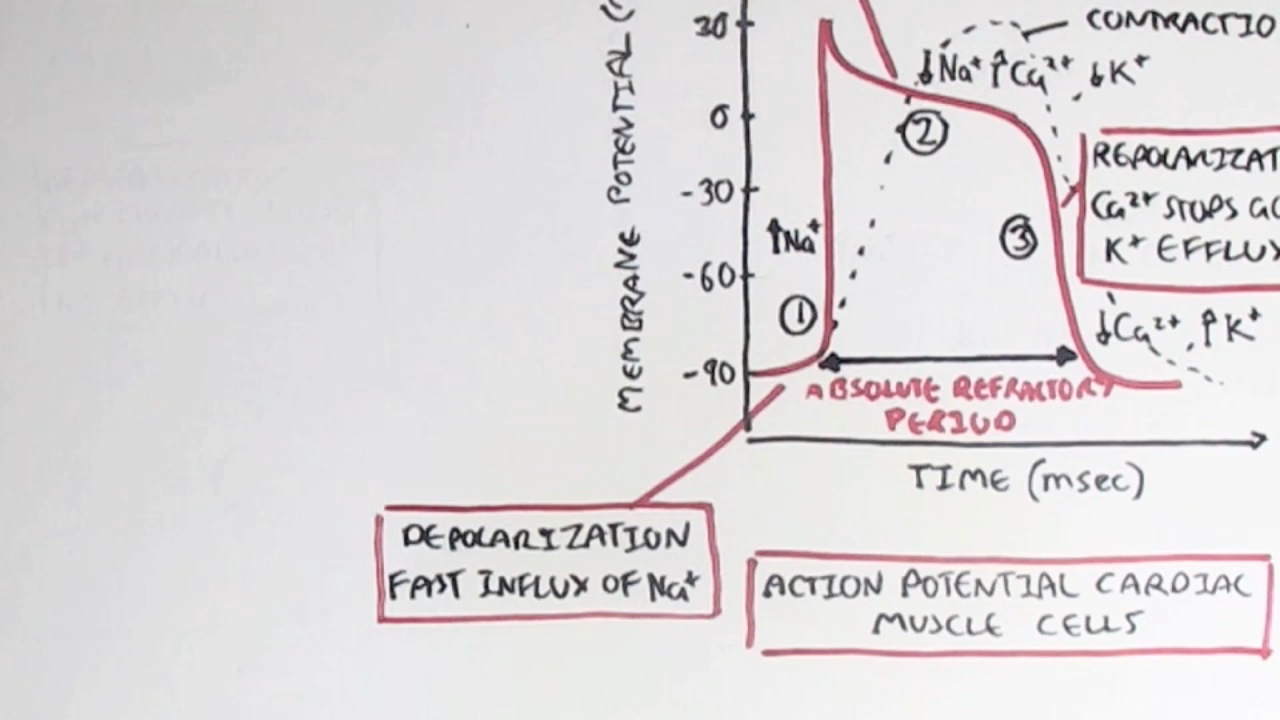 30
CONTRACTIO
↓Na⁺ ↑Ca²⁺ ↓K⁺
MEMBRANE POTENTIAL (
0
②
REPOLARIZAT
-30
Ca²⁺ STOPS GO
↑Na⁺
③
K⁺ EFFLUX
-60
①
↓Ca²⁺, ↑K⁺
-90
ABSOLUTE REFRACTORY
PERIOD
TIME (msec)
DEPOLARIZATION
FAST INFLUX OF Na⁺
ACTION POTENTIAL CARDIAC
MUSCLE CELLS